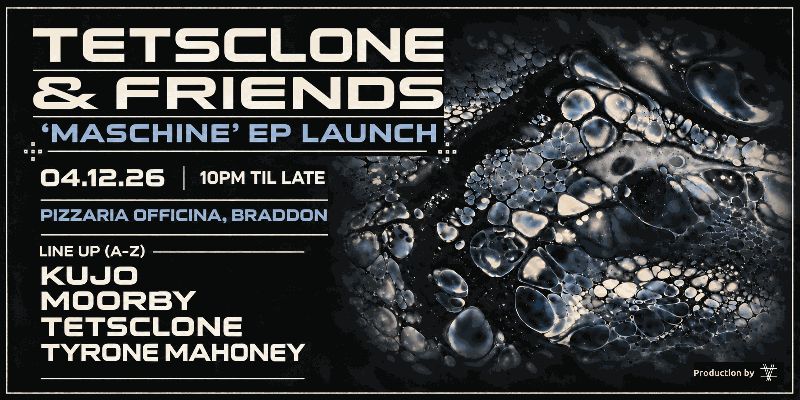 TETSCLONE
& FRIENDS
‘MASCHINE’ EP LAUNCH
04.12.26 | 10PM TIL LATE
PIZZARIA OFFICINA, BRADDON
LINE UP (A-Z)
KUJO
MOORBY
TETSCLONE
TYRONE MAHONEY
Production by